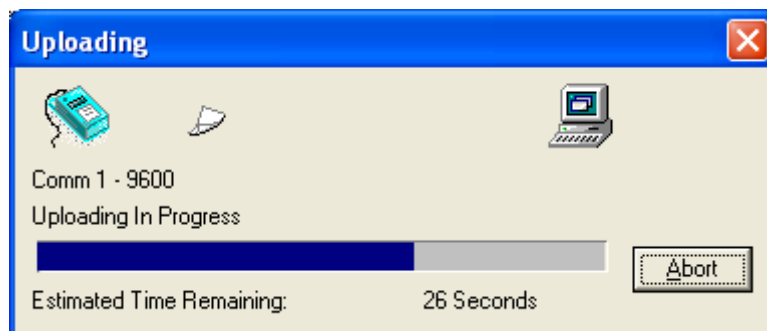 Uploading
Comm 1 - 9600
Uploading In Progress
Abort
Estimated Time Remaining: 26 Seconds